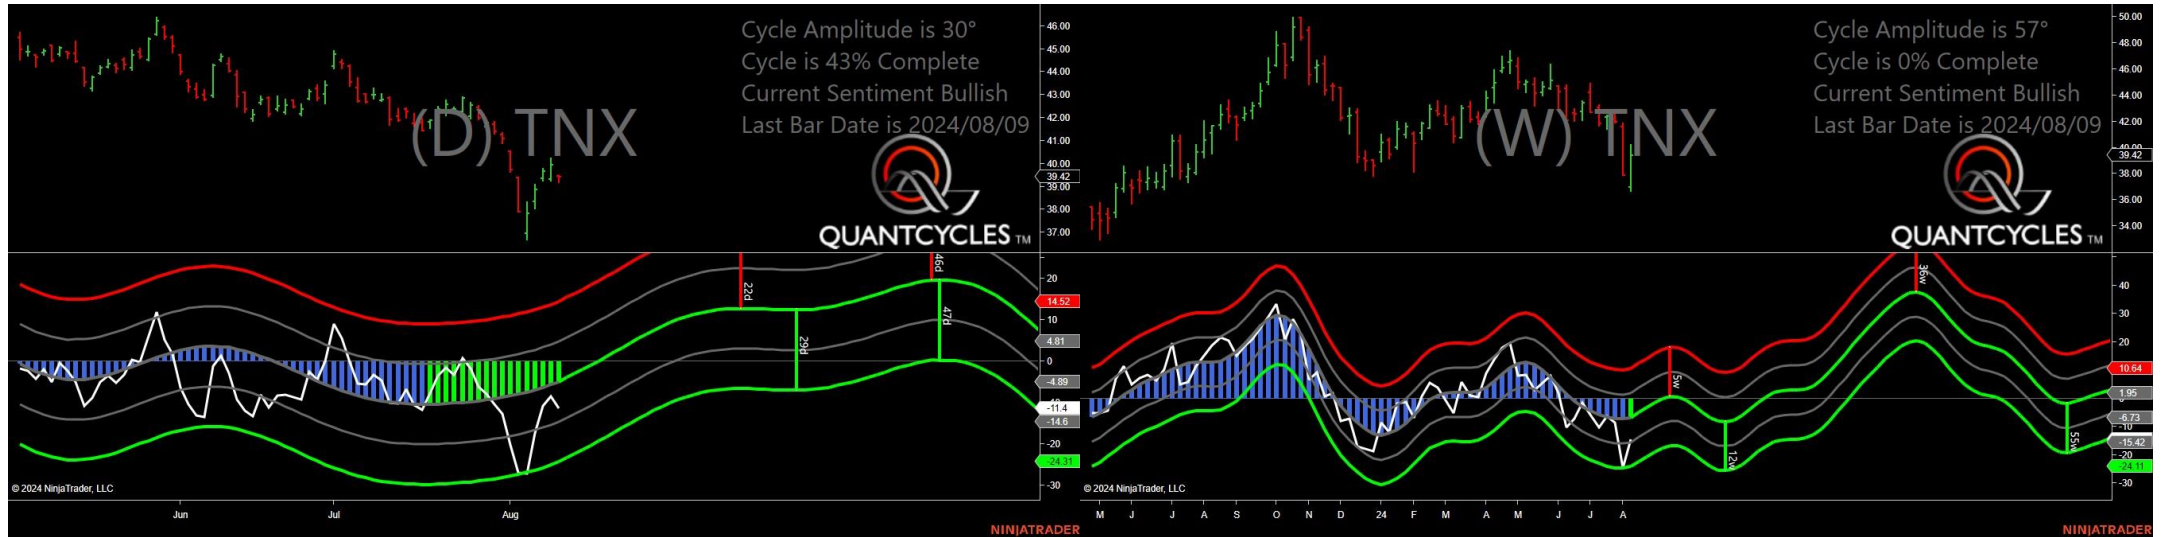 Cycle Amplitude is 30°
Cycle is 43% Complete
Current Sentiment Bullish
Last Bar Date is 2024/08/09
(D) TNX
QUANTCYCLES TM
46.00
45.00
44.00
43.00
42.00
41.00
40.00
39.42
39.00
38.00
37.00
46d
22d
29d
47d
20
14.52
10
4.81
0
-4.89
-11.4
-14.6
-20
-24.31
-30
© 2024 NinjaTrader, LLC
Jun
Jul
Aug
NINJATRADER
Cycle Amplitude is 57°
Cycle is 0% Complete
Current Sentiment Bullish
Last Bar Date is 2024/08/09
(W) TNX
QUANTCYCLES TM
50.00
48.00
46.00
44.00
42.00
40.00
39.42
38.00
36.00
34.00
36w
5w
12w
55w
40
30
20
10.64
1.95
-6.73
-10
-15.42
-20
-24.11
-30
© 2024 NinjaTrader, LLC
M J J A S O N D 24 F M A M J J A
NINJATRADER